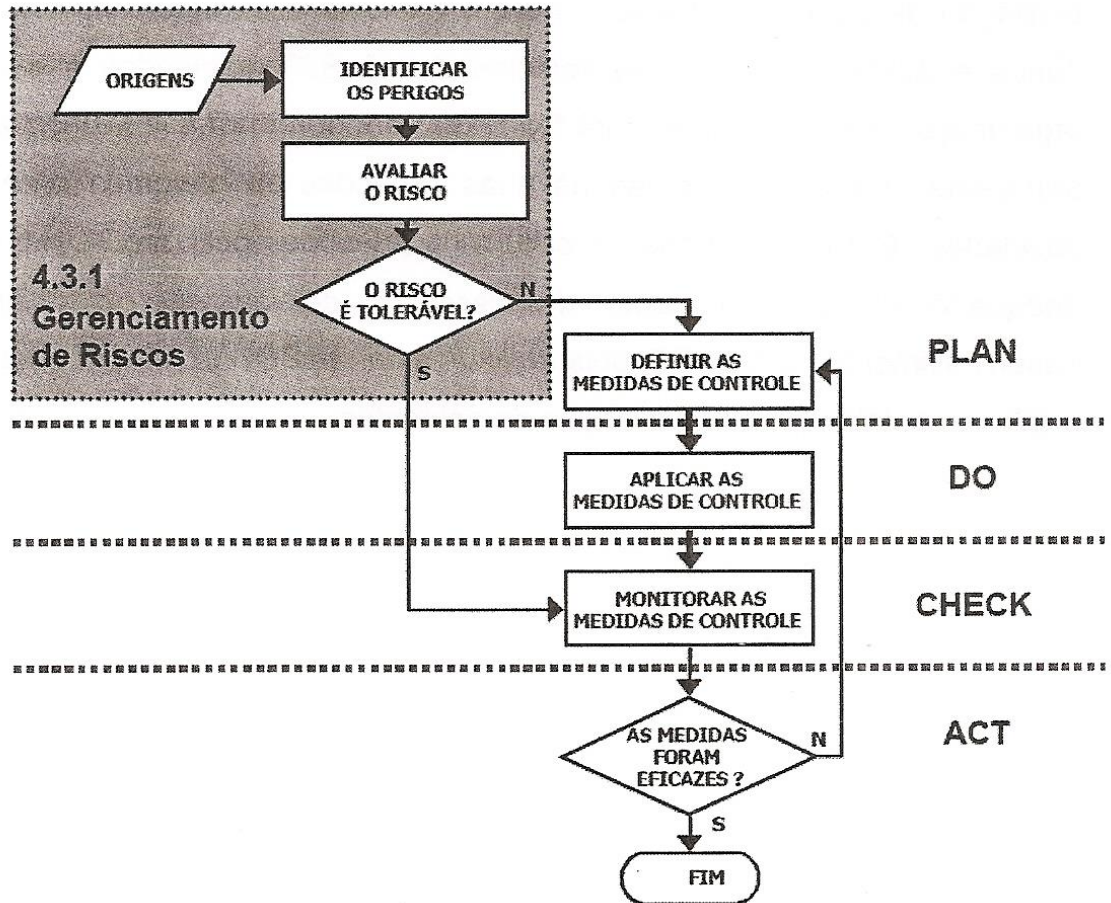 ORIGENS
IDENTIFICAR
OS PERIGOS
AVALIAR
O RISCO
O RISCO
É TOLERÁVEL?
N
S
4.3.1
Gerenciamento
de Riscos
DEFINIR AS
MEDIDAS DE CONTROLE
PLAN
APLICAR AS
MEDIDAS DE CONTROLE
DO
MONITORAR AS
MEDIDAS DE CONTROLE
CHECK
AS MEDIDAS
FORAM
EFICAZES ?
N
S
ACT
FIM